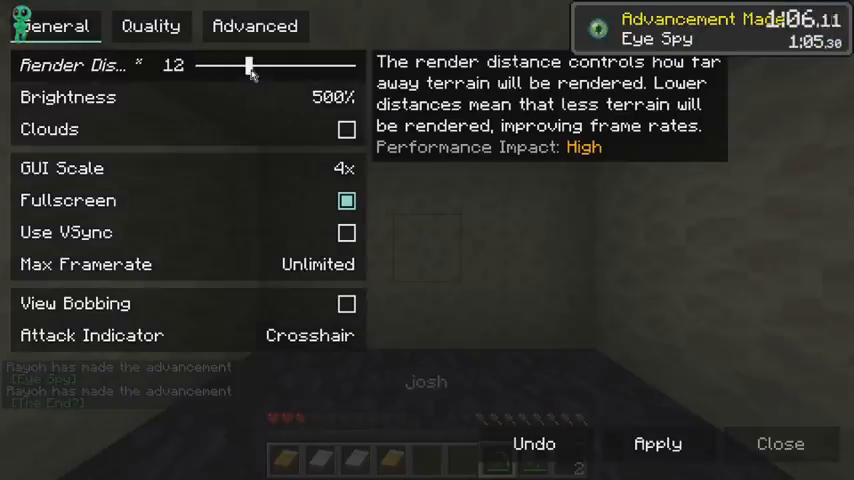 General
Quality
Advanced
Advancement Made
1:06.11
Eye Spy
1:05.30
Render Dis... * 12
The render distance controls how far
away terrain will be rendered. Lower
distances mean that less terrain will
be rendered, improving frame rates.
Performance Impact: High
Brightness 500%
Clouds
GUI Scale 4x
Fullscreen
Use VSync
Max Framerate Unlimited
View Bobbing
Attack Indicator Crosshair
Rayoh has made the advancement
[Eye Spy]
Rayoh has made the advancement
[The End?]
josh
Undo
Apply
Close
2